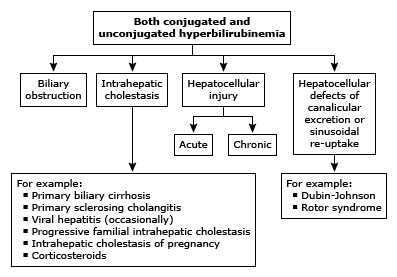 Both conjugated and
unconjugated hyperbilirubinemia
Biliary
obstruction
Intrahepatic
cholestasis
Hepatocellular
injury
Hepatocellular
defects of
canalicular
excretion or
sinusoidal
re-uptake
Acute
Chronic
For example:
▪ Primary biliary cirrhosis
▪ Primary sclerosing cholangitis
▪ Viral hepatitis (occasionally)
▪ Progressive familial intrahepatic cholestasis
▪ Intrahepatic cholestasis of pregnancy
▪ Corticosteroids
For example:
▪ Dubin-Johnson
▪ Rotor syndrome